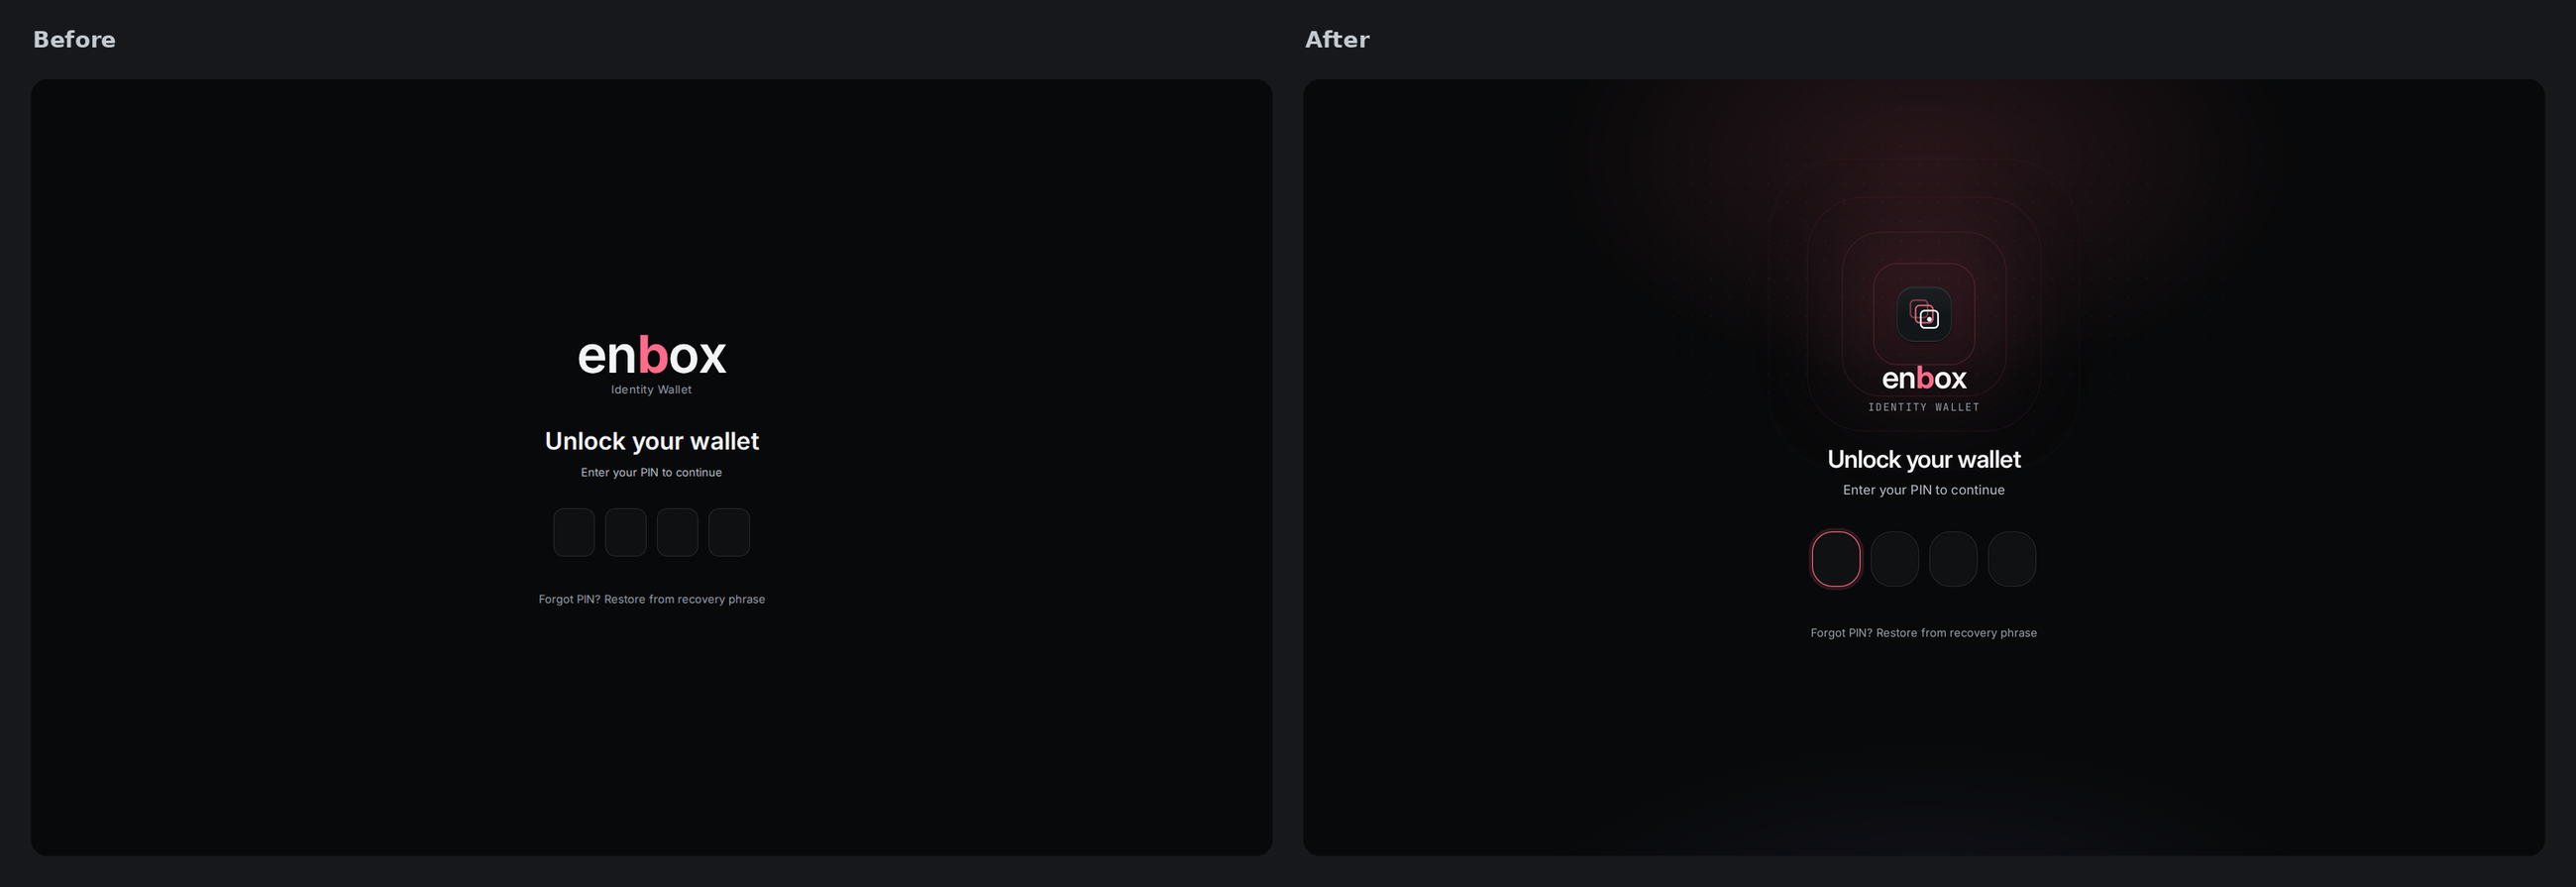 Before
enbox
Identity Wallet
Unlock your wallet
Enter your PIN to continue
Forgot PIN? Restore from recovery phrase
After
enbox
IDENTITY WALLET
Unlock your wallet
Enter your PIN to continue
Forgot PIN? Restore from recovery phrase